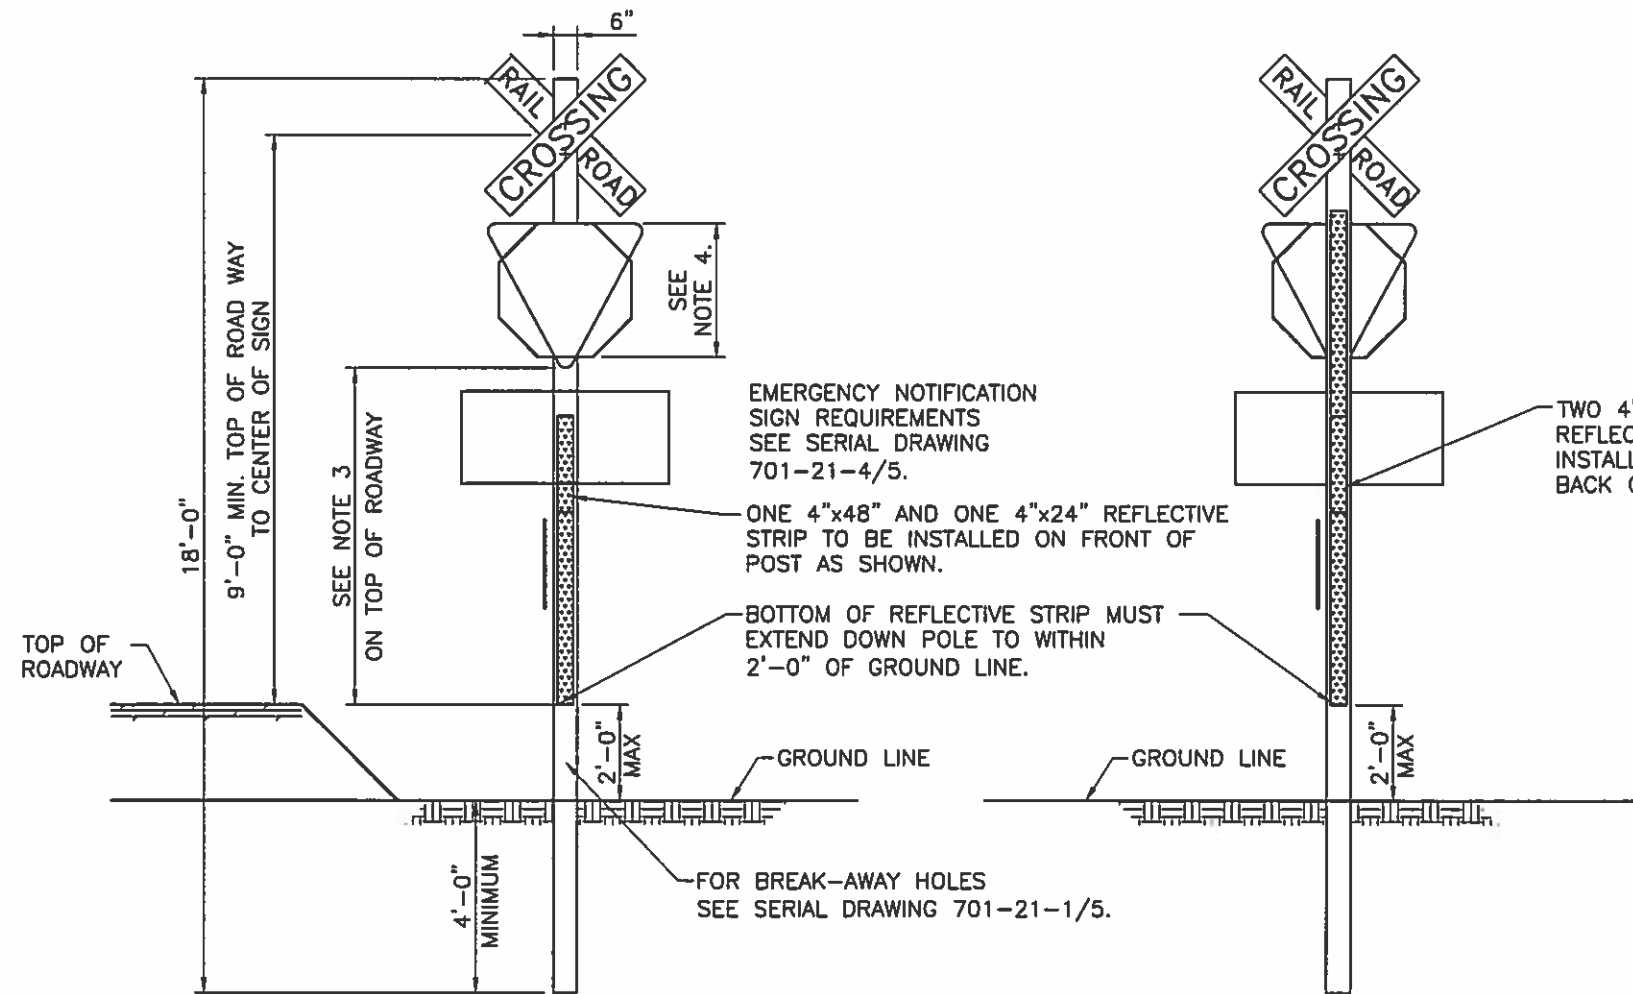 6"
RAIL
ROAD
CROSSING
RAIL
ROAD
CROSSING
18'-0"
9'-0" MIN. TOP OF ROAD WAY
TO CENTER OF SIGN
SEE NOTE 3
ON TOP OF ROADWAY
SEE
NOTE 4.
EMERGENCY NOTIFICATION
SIGN REQUIREMENTS
SEE SERIAL DRAWING
701-21-4/5.
ONE 4"x48" AND ONE 4"x24" REFLECTIVE
STRIP TO BE INSTALLED ON FRONT OF
POST AS SHOWN.
BOTTOM OF REFLECTIVE STRIP MUST
EXTEND DOWN POLE TO WITHIN
2'-0" OF GROUND LINE.
TWO 4"
REFLEC
INSTALL
BACK
TOP OF
ROADWAY
2'-0"
MAX
GROUND LINE
GROUND LINE
2'-0"
MAX
4'-0"
MINIMUM
FOR BREAK-AWAY HOLES
SEE SERIAL DRAWING 701-21-1/5.